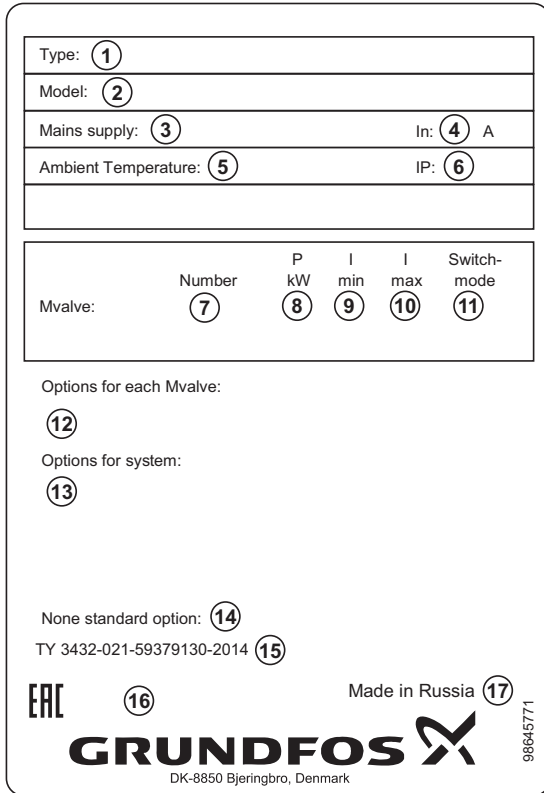 Type: 1
Model: 2
Mains supply: 3 In: 4 A
Ambient Temperature: 5 IP: 6
P I I Switch-
Number kW min max mode
Mvalve: 7 8 9 10 11
Options for each Mvalve:
12
Options for system:
13
None standard option: 14
TY 3432-021-59379130-2014 15
EAC 16 Made in Russia 17
98645771
GRUNDFOS X
DK-8850 Bjeringbro, Denmark